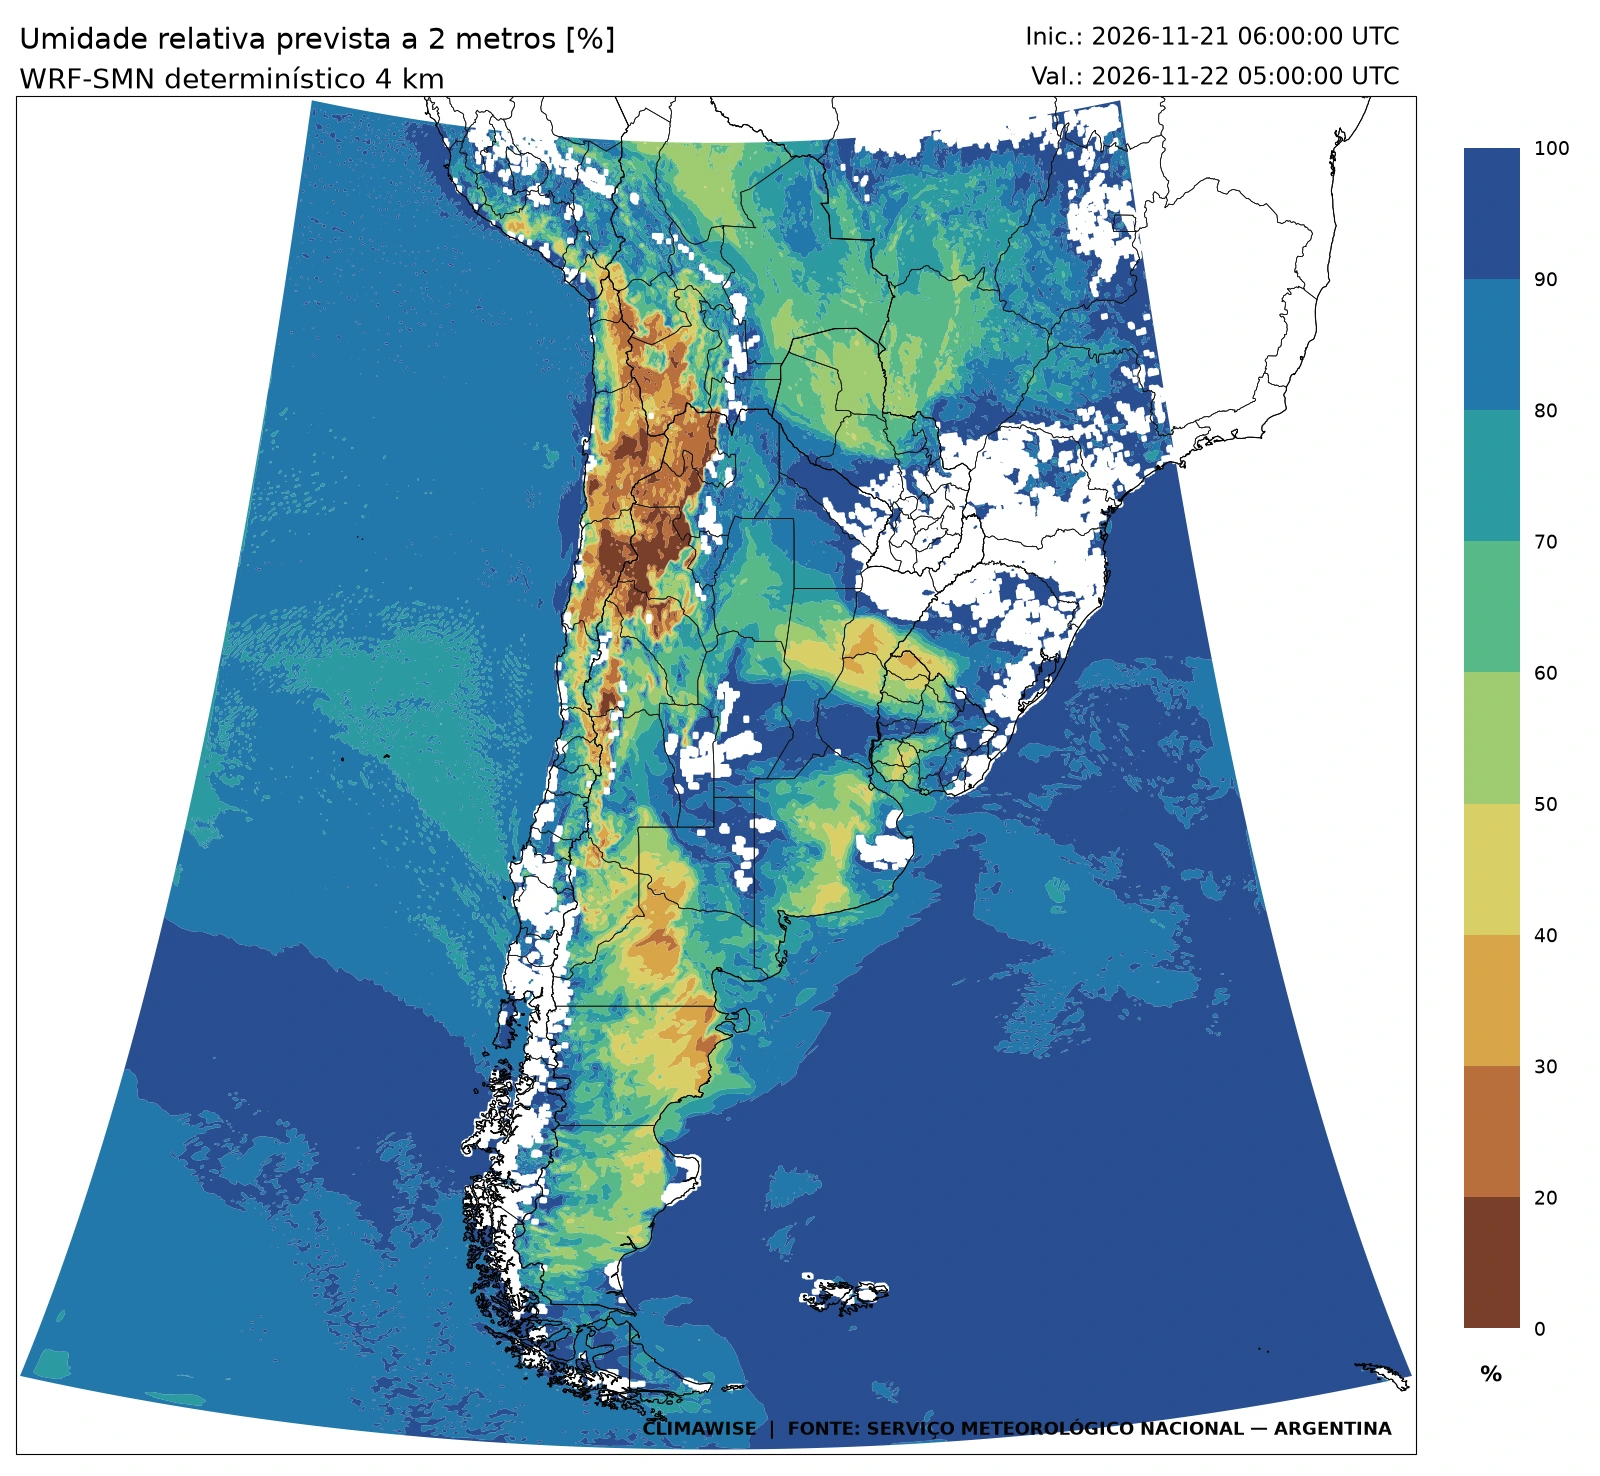 Umidade relativa prevista a 2 metros [%]
WRF-SMN determinístico 4 km
Inic.: 2026-11-21 06:00:00 UTC
Val.: 2026-11-22 05:00:00 UTC
100
90
80
70
60
50
40
30
20
0
%
CLIMAWISE | FONTE: SERVIÇO METEOROLÓGICO NACIONAL — ARGENTINA